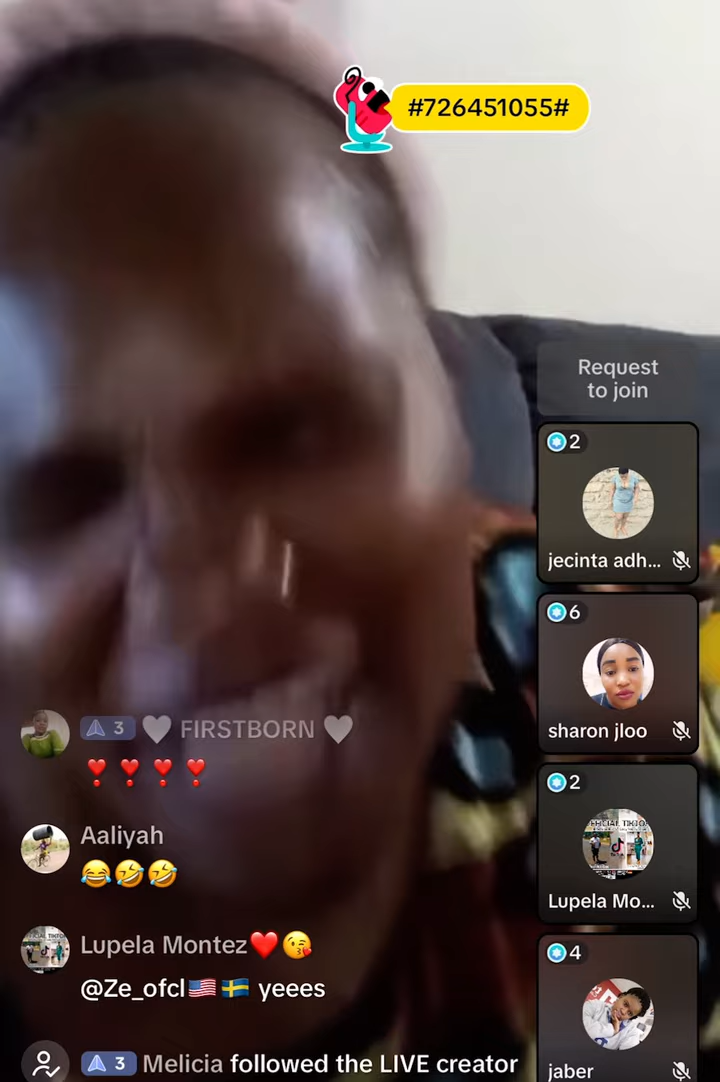 #726451055#
Request
to join
2
jecinta adh...
6
sharon jloo
2
Lupela Mo...
4
jaber
3 🤍 FIRSTBORN 🤍
❣️❣️❣️❣️
Aaliyah
😂🤣🤣
Lupela Montez❤️😘
@Ze_ofcl🇺🇸🇸🇪 yeees
3 Melicia followed the LIVE creator